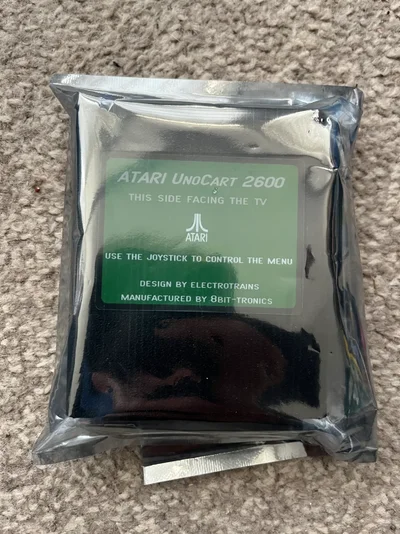 ATARI UNOCART 2600
THIS SIDE FACING THE TV
ATARI
USE THE JOYSTICK TO CONTROL THE MENU
DESIGN BY ELECTROTRAINS
MANUFACTURED BY 8BIT-TRONICS